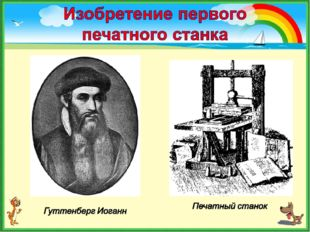 Изобретение первого
печатного станка
Гуттенберг Иоганн
Печатный станок